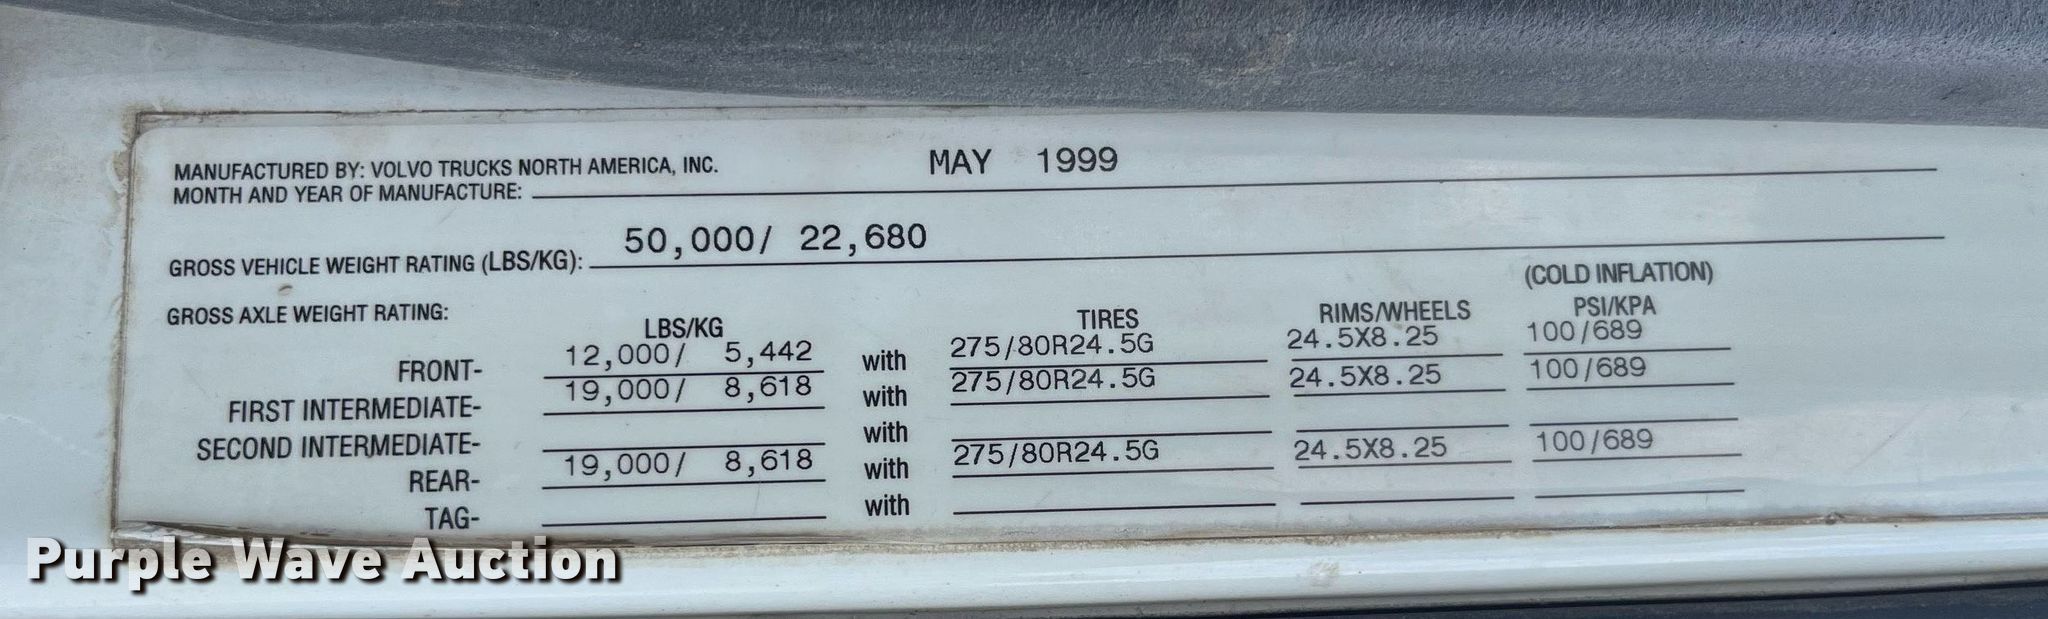 MANUFACTURED BY: VOLVO TRUCKS NORTH AMERICA, INC.
MONTH AND YEAR OF MANUFACTURE: MAY 1999
GROSS VEHICLE WEIGHT RATING (LBS/KG): 50,000/ 22,680
(COLD INFLATION)
GROSS AXLE WEIGHT RATING: LBS/KG TIRES RIMS/WHEELS PSI/KPA
FRONT- 12,000/ 5,442 with 275/80R24.5G 24.5X8.25 100/689
FIRST INTERMEDIATE- 19,000/ 8,618 with 275/80R24.5G 24.5X8.25 100/689
SECOND INTERMEDIATE- with
REAR- 19,000/ 8,618 with 275/80R24.5G 24.5X8.25 100/689
TAG- with
Purple Wave Auction